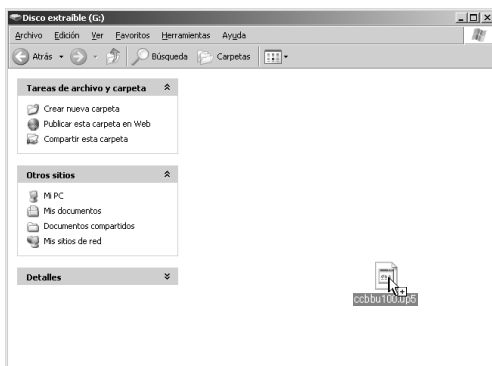 Disco extraíble (G:)
Archivo Edición Ver Favoritos Herramientas Ayuda
Atrás Búsqueda Carpetas
Tareas de archivo y carpeta
Crear nueva carpeta
Publicar esta carpeta en Web
Compartir esta carpeta
Otros sitios
Mi PC
Mis documentos
Documentos compartidos
Mis sitios de red
Detalles
ccbbu100.up5